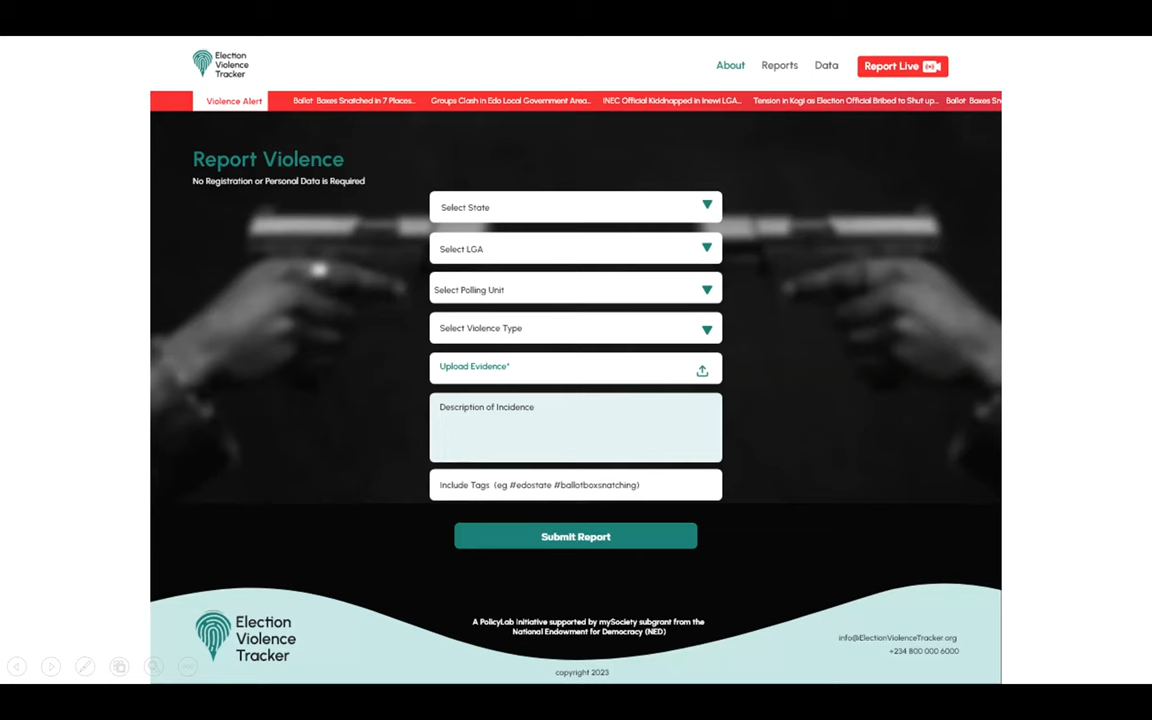 Election
Violence
Tracker
About Reports Data Report Live
Violence Alert Ballot Boxes Snatched in 7 Places... Groups Clash in Edo Local Government Area... INEC Official Kiddnapped in Inewi LGA... Tension in Kogi as Election Official Bribed to Shut up... Ballot Boxes Sn
Report Violence
No Registration or Personal Data is Required
Select State
Select LGA
Select Polling Unit
Select Violence Type
Upload Evidence*
Description of Incidence
Include Tags (eg #edostate #ballotboxsnatching)
Submit Report
Election
Violence
Tracker
A PolicyLab Initiative supported by mySociety subgrant from the
National Endowment for Democracy (NED)
copyright 2023
info@ElectionViolenceTracker.org
+234 800 000 6000